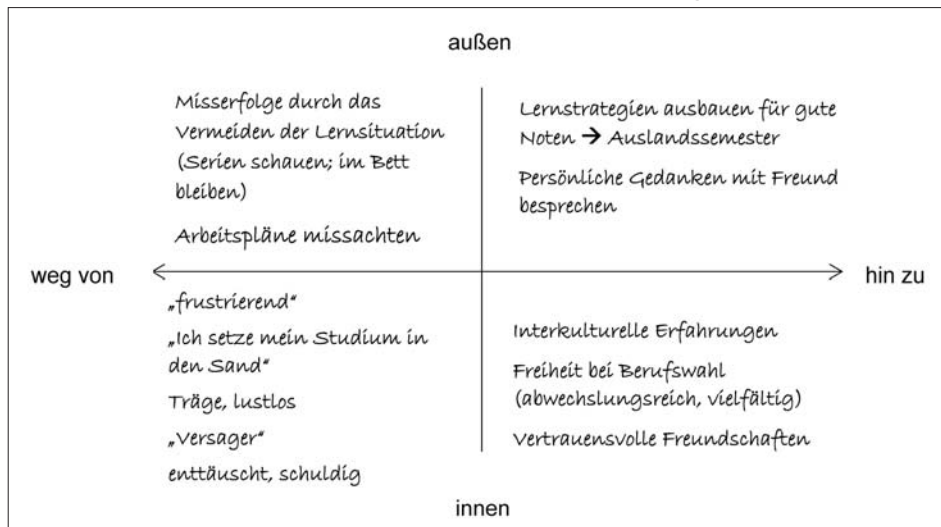 außen
Misserfolge durch das
Vermeiden der Lernsituation
(Serien schauen; im Bett
bleiben)
Arbeitspläne missachten
Lernstrategien ausbauen für gute
Noten → Auslandssemester
Persönliche Gedanken mit Freund
besprechen
weg von
hin zu
„frustrierend“
„Ich setze mein Studium in
den Sand“
Träge, lustlos
„Versager“
enttäuscht, schuldig
Interkulturelle Erfahrungen
Freiheit bei Berufswahl
(abwechslungsreich, vielfältig)
Vertrauensvolle Freundschaften
innen